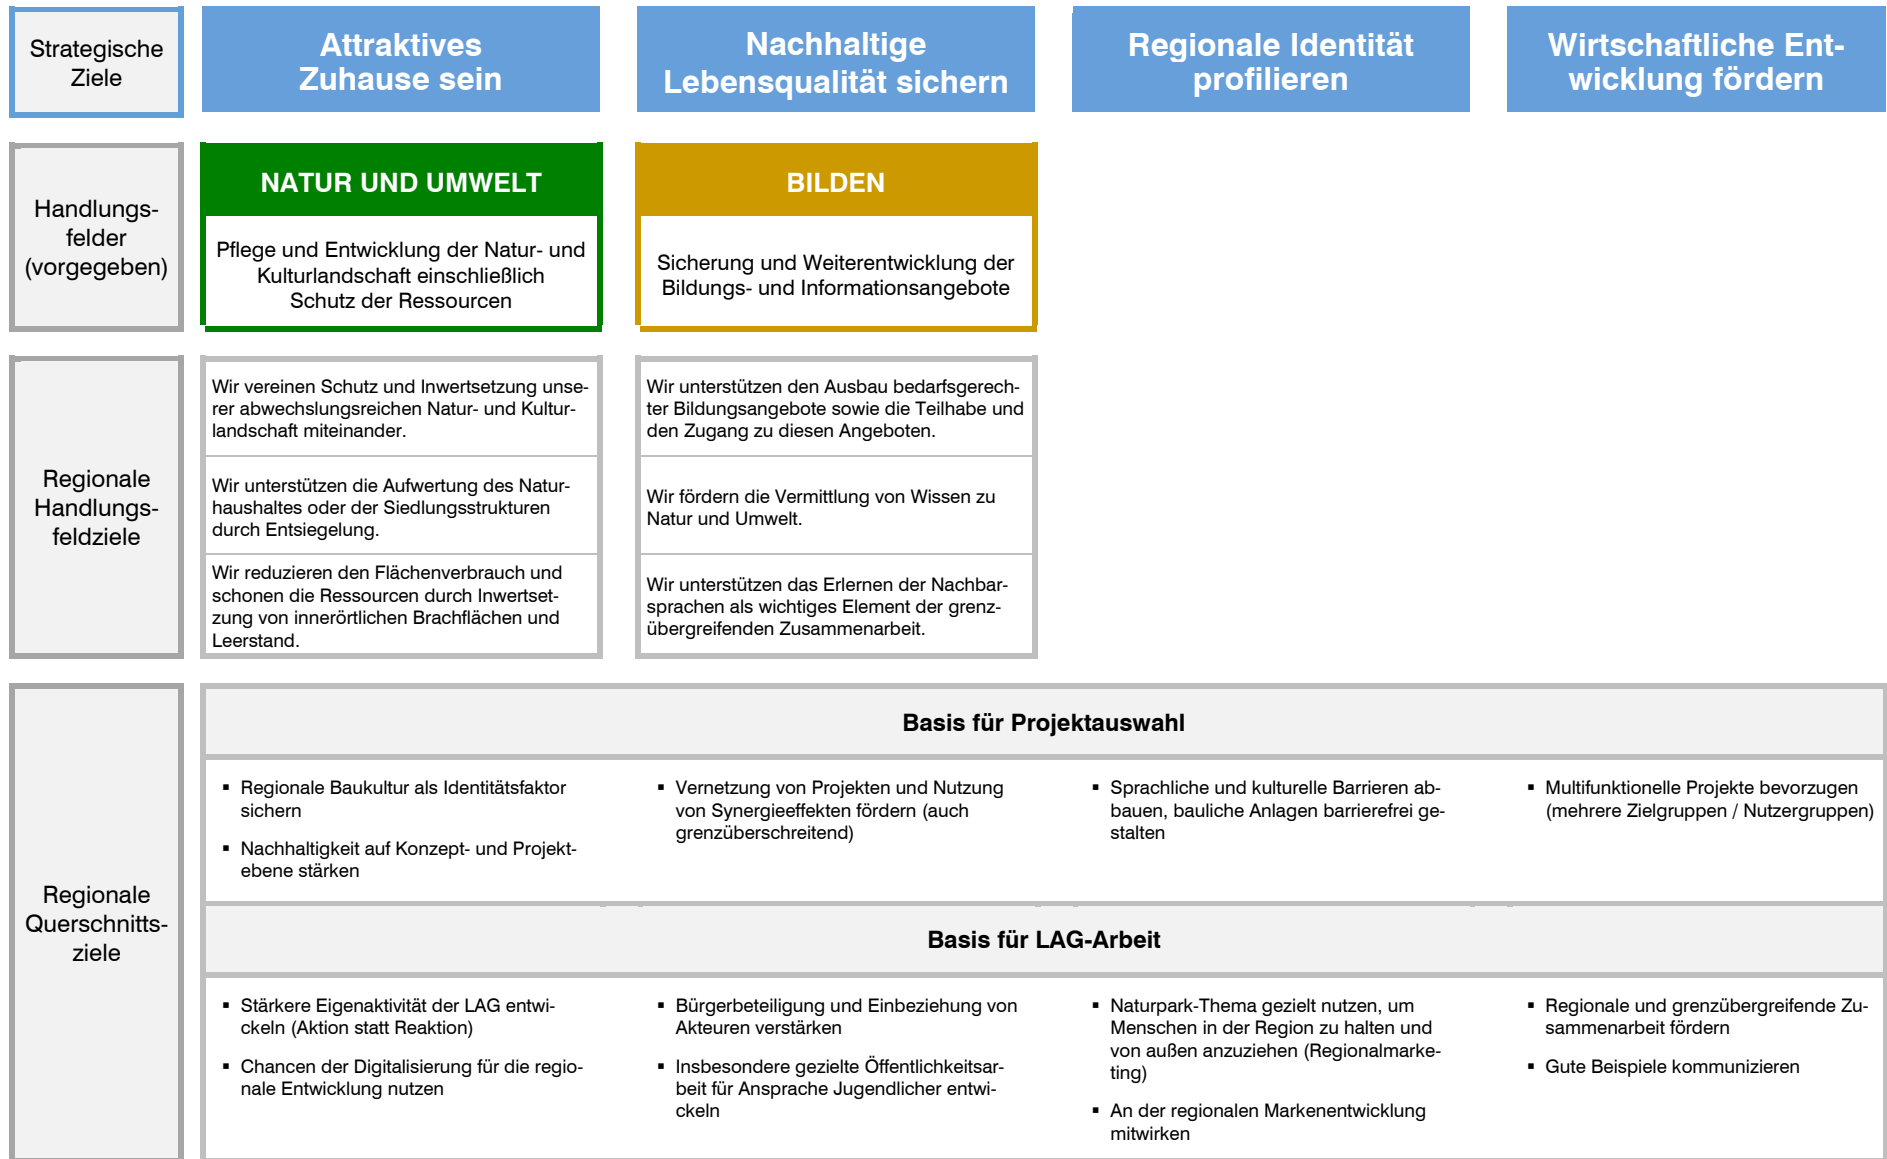 Strategische
Ziele
Attraktives
Zuhause sein
Nachhaltige
Lebensqualität sichern
Regionale Identität
profilieren
Wirtschaftliche Ent-
wicklung fördern
Handlungs-
felder
(vorgegeben)
NATUR UND UMWELT
Pflege und Entwicklung der Natur- und
Kulturlandschaft einschließlich
Schutz der Ressourcen
BILDEN
Sicherung und Weiterentwicklung der
Bildungs- und Informationsangebote
Regionale
Handlungs-
feldziele
Wir vereinen Schutz und Inwertsetzung unse-
rer abwechslungsreichen Natur- und Kultur-
landschaft miteinander.
Wir unterstützen die Aufwertung des Natur-
haushaltes oder der Siedlungsstrukturen
durch Entsiegelung.
Wir reduzieren den Flächenverbrauch und
schonen die Ressourcen durch Inwertset-
zung von innerörtlichen Brachflächen und
Leerstand.
Wir unterstützen den Ausbau bedarfsgerech-
ter Bildungsangebote sowie die Teilhabe und
den Zugang zu diesen Angeboten.
Wir fördern die Vermittlung von Wissen zu
Natur und Umwelt.
Wir unterstützen das Erlernen der Nachbar-
sprachen als wichtiges Element der grenz-
übergreifenden Zusammenarbeit.
Regionale
Querschnitts-
ziele
Basis für Projektauswahl
▪ Regionale Baukultur als Identitätsfaktor
sichern
▪ Nachhaltigkeit auf Konzept- und Projekt-
ebene stärken
▪ Vernetzung von Projekten und Nutzung
von Synergieeffekten fördern (auch
grenzüberschreitend)
▪ Sprachliche und kulturelle Barrieren ab-
bauen, bauliche Anlagen barrierefrei ge-
stalten
▪ Multifunktionelle Projekte bevorzugen
(mehrere Zielgruppen / Nutzergruppen)
Basis für LAG-Arbeit
▪ Stärkere Eigenaktivität der LAG entwi-
ckeln (Aktion statt Reaktion)
▪ Chancen der Digitalisierung für die regio-
nale Entwicklung nutzen
▪ Bürgerbeteiligung und Einbeziehung von
Akteuren verstärken
▪ Insbesondere gezielte Öffentlichkeitsar-
beit für Ansprache Jugendlicher entwi-
ckeln
▪ Naturpark-Thema gezielt nutzen, um
Menschen in der Region zu halten und
von außen anzuziehen (Regionalmarke-
ting)
▪ An der regionalen Markenentwicklung
mitwirken
▪ Regionale und grenzübergreifende Zu-
sammenarbeit fördern
▪ Gute Beispiele kommunizieren